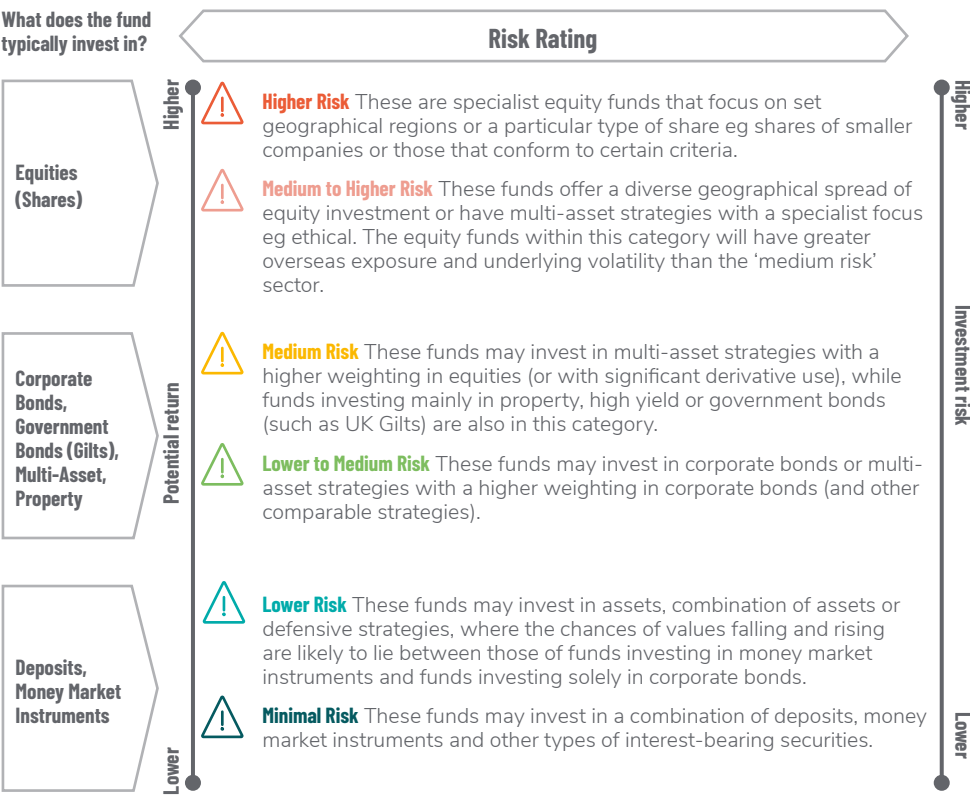 What does the fund
typically invest in?
Risk Rating
Higher
Higher
Equities
(Shares)
Higher Risk These are specialist equity funds that focus on set
geographical regions or a particular type of share eg shares of smaller
companies or those that conform to certain criteria.
Medium to Higher Risk These funds offer a diverse geographical spread of
equity investment or have multi-asset strategies with a specialist focus
eg ethical. The equity funds within this category will have greater
overseas exposure and underlying volatility than the ‘medium risk’
sector.
Potential return
Investment risk
Corporate
Bonds,
Government
Bonds (Gilts),
Multi-Asset,
Property
Medium Risk These funds may invest in multi-asset strategies with a
higher weighting in equities (or with significant derivative use), while
funds investing mainly in property, high yield or government bonds
(such as UK Gilts) are also in this category.
Lower to Medium Risk These funds may invest in corporate bonds or multi-
asset strategies with a higher weighting in corporate bonds (and other
comparable strategies).
Deposits,
Money Market
Instruments
Lower Risk These funds may invest in assets, combination of assets or
defensive strategies, where the chances of values falling and rising
are likely to lie between those of funds investing in money market
instruments and funds investing solely in corporate bonds.
Minimal Risk These funds may invest in a combination of deposits, money
market instruments and other types of interest-bearing securities.
Lower
Lower